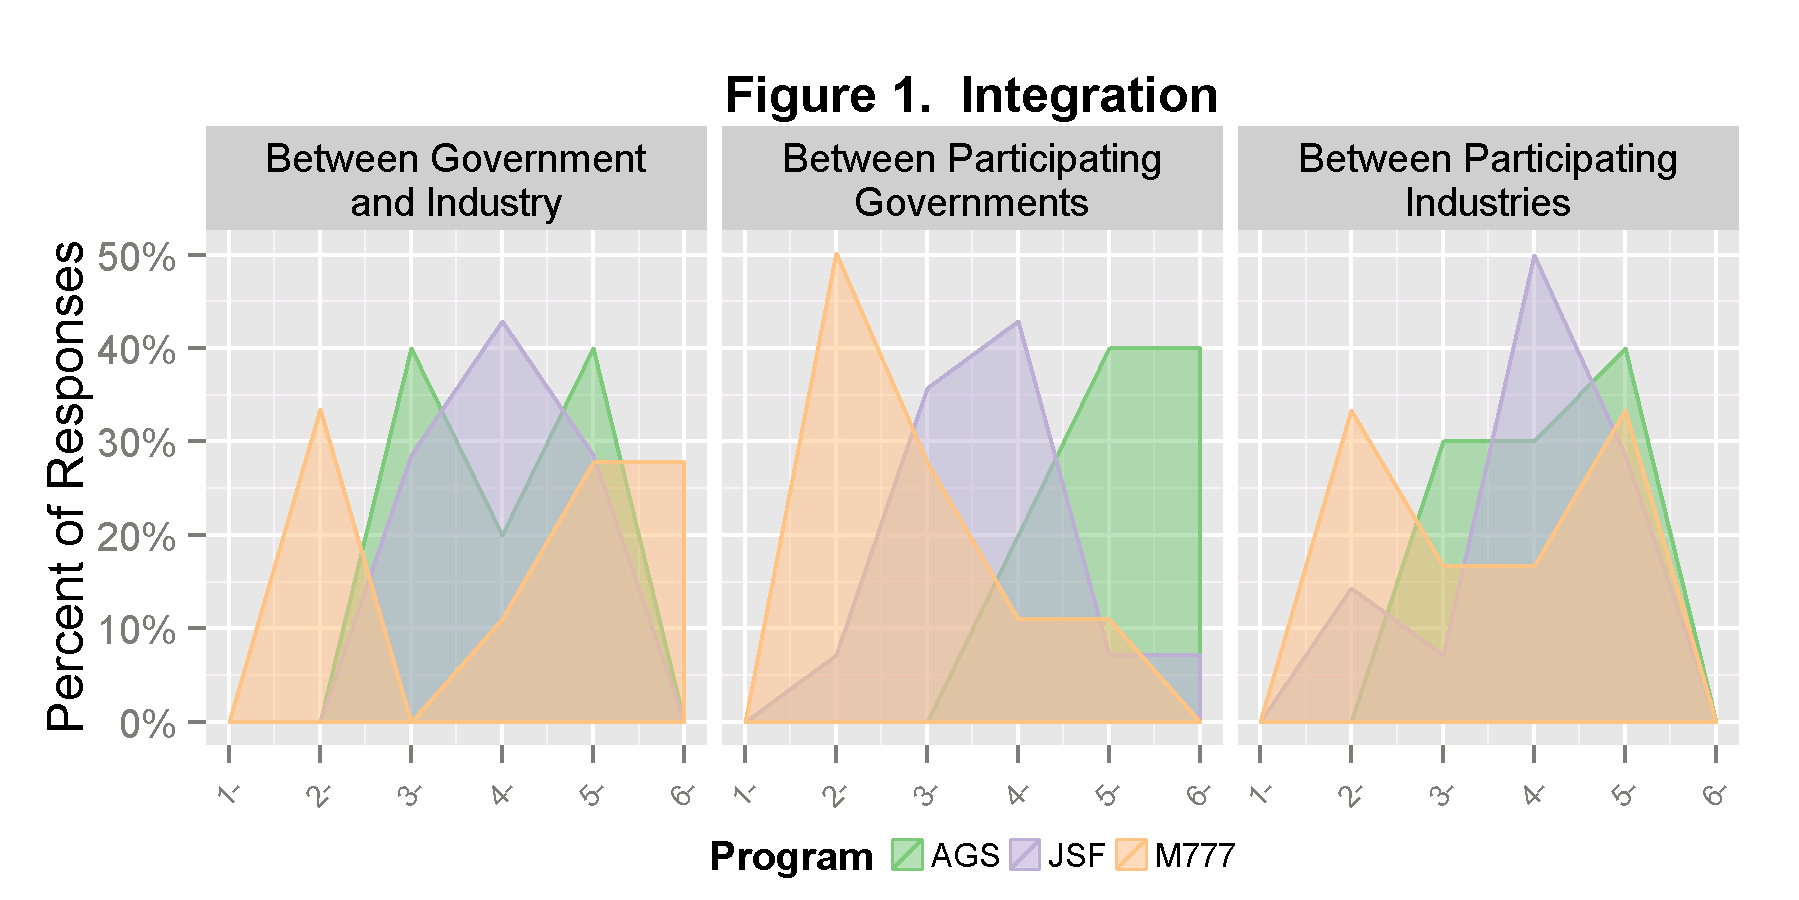 Figure 1.  Integration
Between Government
and Industry
Between Participating
Governments
Between Participating
Industries
Percent of Responses
50%
40%
30%
20%
10%
0%
1- 2- 3- 4- 5- 6-
1- 2- 3- 4- 5- 6-
1- 2- 3- 4- 5- 6-
Program AGS JSF M777